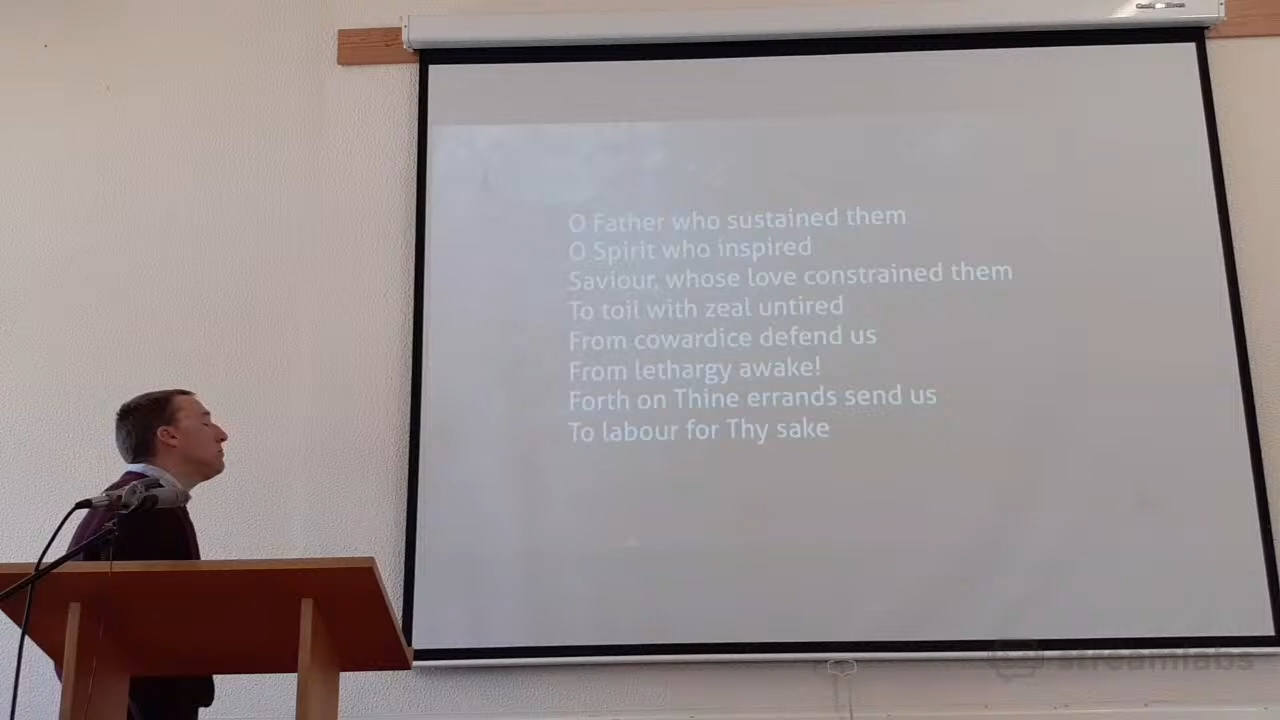 O Father who sustained them
O Spirit who inspired
Saviour, whose love constrained them
To toil with zeal untired
From cowardice defend us
From lethargy awake!
Forth on Thine errands send us
To labour for Thy sake
streamlabs